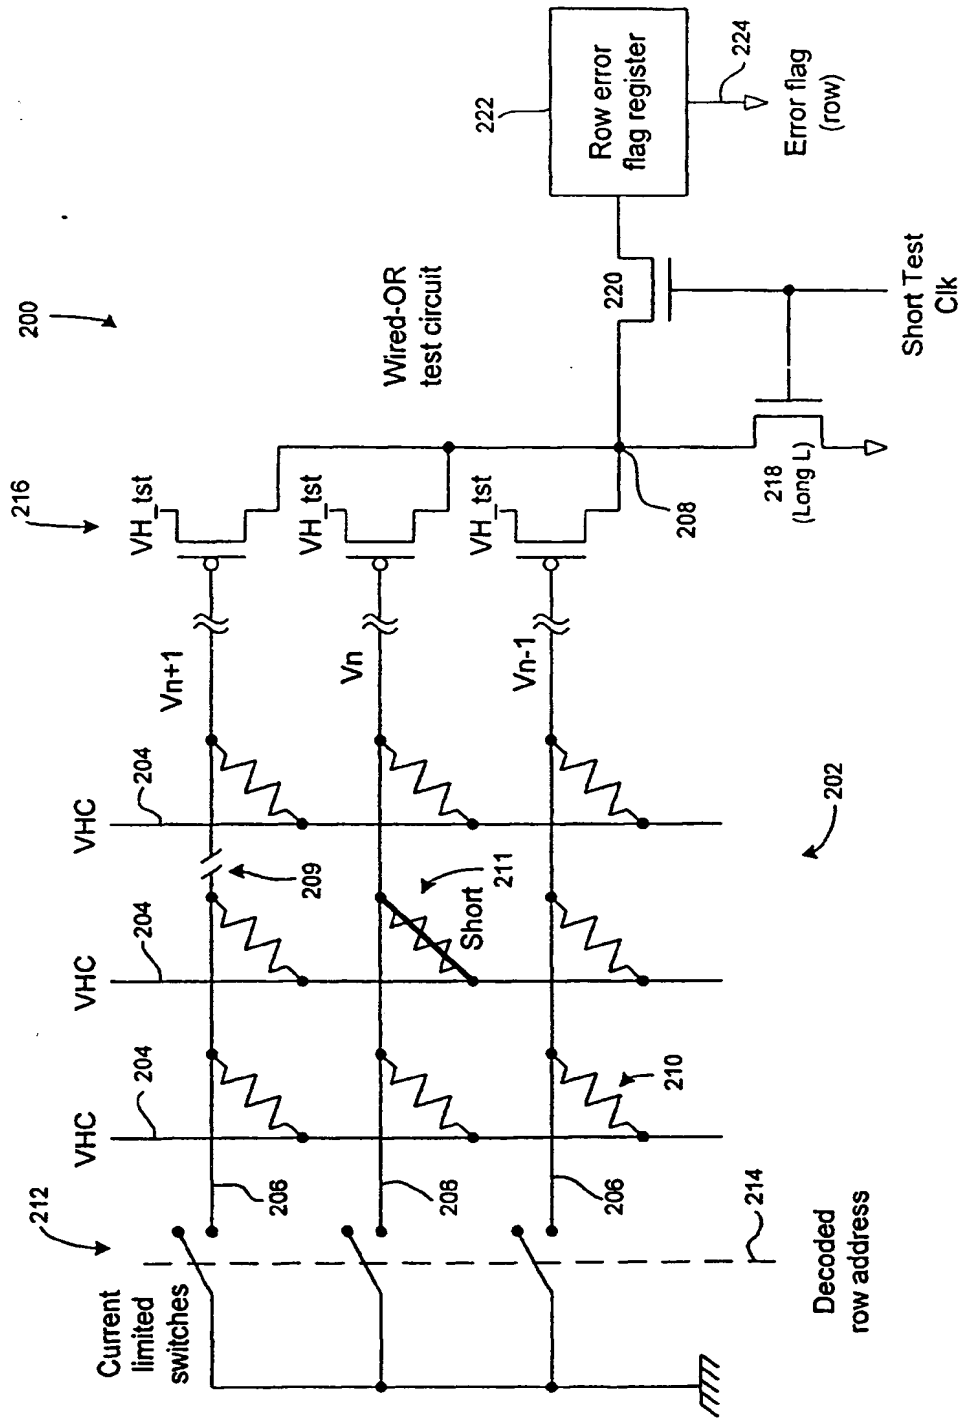 200
216
212
Current
limited
switches
VHC
VHC
VHC
204
204
204
Vn+1
VH_tst
206
209
Vn
VH_tst
208
Short
211
Vn-1
VH_tst
206
210
202
214
Decoded
row address
Wired-OR
test circuit
208
218
(Long L)
220
222
Row error
flag register
224
Error flag
(row)
Short Test
Clk